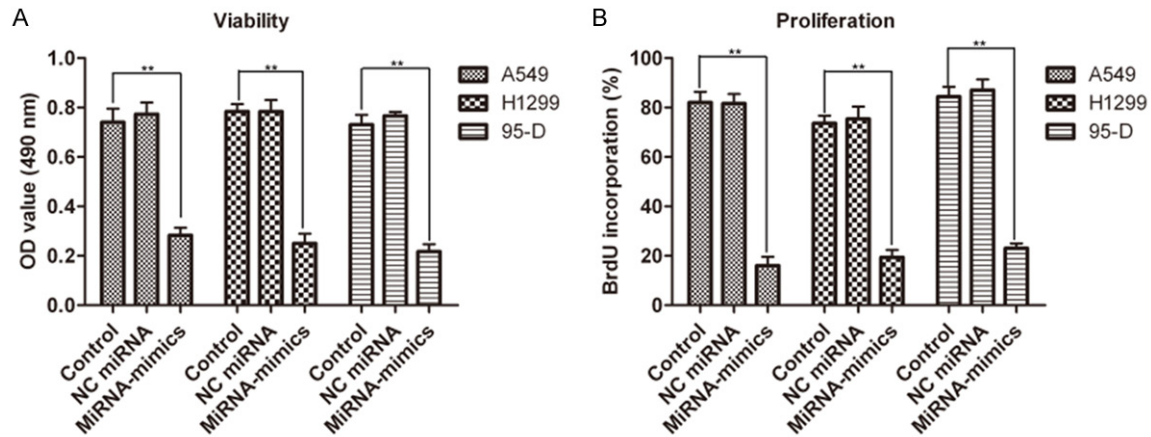 A
Viability
OD value (490 nm)
1.0
0.8
0.6
0.4
0.2
0.0
**
**
**
Control
NC miRNA
MiRNA-mimics
Control
NC miRNA
MiRNA-mimics
Control
NC miRNA
MiRNA-mimics
A549
H1299
95-D
B
Proliferation
BrdU incorporation (%)
100
80
60
40
20
0
**
**
**
Control
NC miRNA
MiRNA-mimics
Control
NC miRNA
MiRNA-mimics
Control
NC miRNA
MiRNA-mimics
A549
H1299
95-D